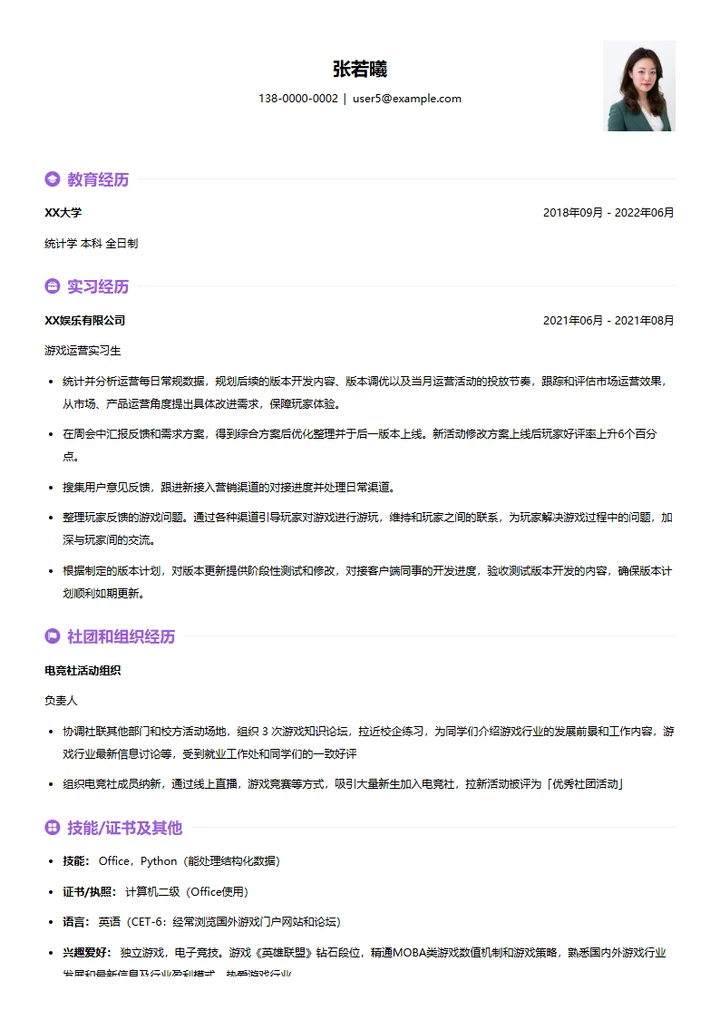 张若曦
138-0000-0002 | user5@example.com
教育经历
XX大学 2018年09月 - 2022年06月
统计学 本科 全日制
实习经历
XX娱乐有限公司 2021年06月 - 2021年08月
游戏运营实习生
• 统计并分析运营每日常规数据，规划后续的版本开发内容、版本调优以及当月运营活动的投放节奏，跟踪和评估市场运营效果，
从市场、产品运营角度提出具体改进需求，保障玩家体验。
• 在周会中汇报反馈和需求方案，得到综合方案后优化整理并于后一版本上线。新活动修改方案上线后玩家好评率上升6个百分
点。
• 搜集用户意见反馈，跟进新接入营销渠道的对接进度并处理日常渠道。
• 整理玩家反馈的游戏问题。通过各种渠道引导玩家对游戏进行游玩，维持和玩家之间的联系，为玩家解决游戏过程中的问题，加
深与玩家间的交流。
• 根据制定的版本计划，对版本更新提供阶段性测试和修改，对接客户端同事的开发进度，验收测试版本开发的内容，确保版本计
划顺利如期更新。
社团和组织经历
电竞社活动组织
负责人
• 协调社联其他部门和校方活动场地，组织 3 次游戏知识论坛，拉近校企练习，为同学们介绍游戏行业的发展前景和工作内容，游
戏行业最新信息讨论等，受到就业工作处和同学们的一致好评
• 组织电竞社成员纳新，通过线上直播，游戏竞赛等方式，吸引大量新生加入电竞社，拉新活动被评为「优秀社团活动」
技能/证书及其他
• 技能： Office，Python（能处理结构化数据）
• 证书/执照： 计算机二级（Office使用）
• 语言： 英语（CET-6：经常浏览国外游戏门户网站和论坛）
• 兴趣爱好： 独立游戏，电子竞技。游戏《英雄联盟》钻石段位，精通MOBA类游戏数值机制和游戏策略，熟悉国内外游戏行业
发展和最新信息及行业盈利模式，热爱游戏行业